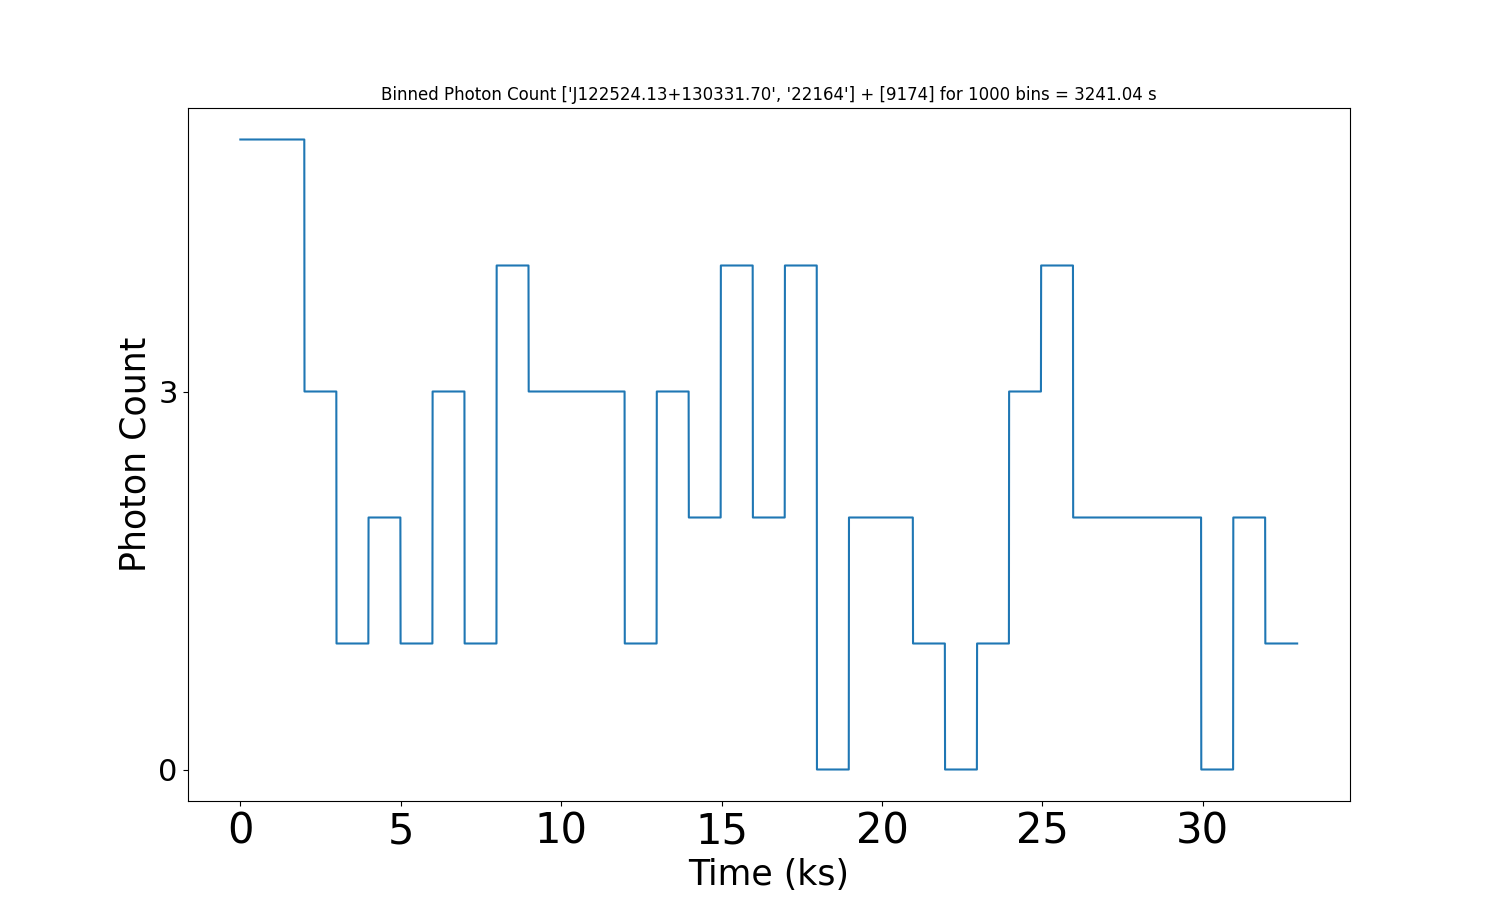 Binned Photon Count ['J122524.13+130331.70', '22164'] + [9174] for 1000 bins = 3241.04 s
Photon Count
3
0
0 5 10 15 20 25 30
Time (ks)